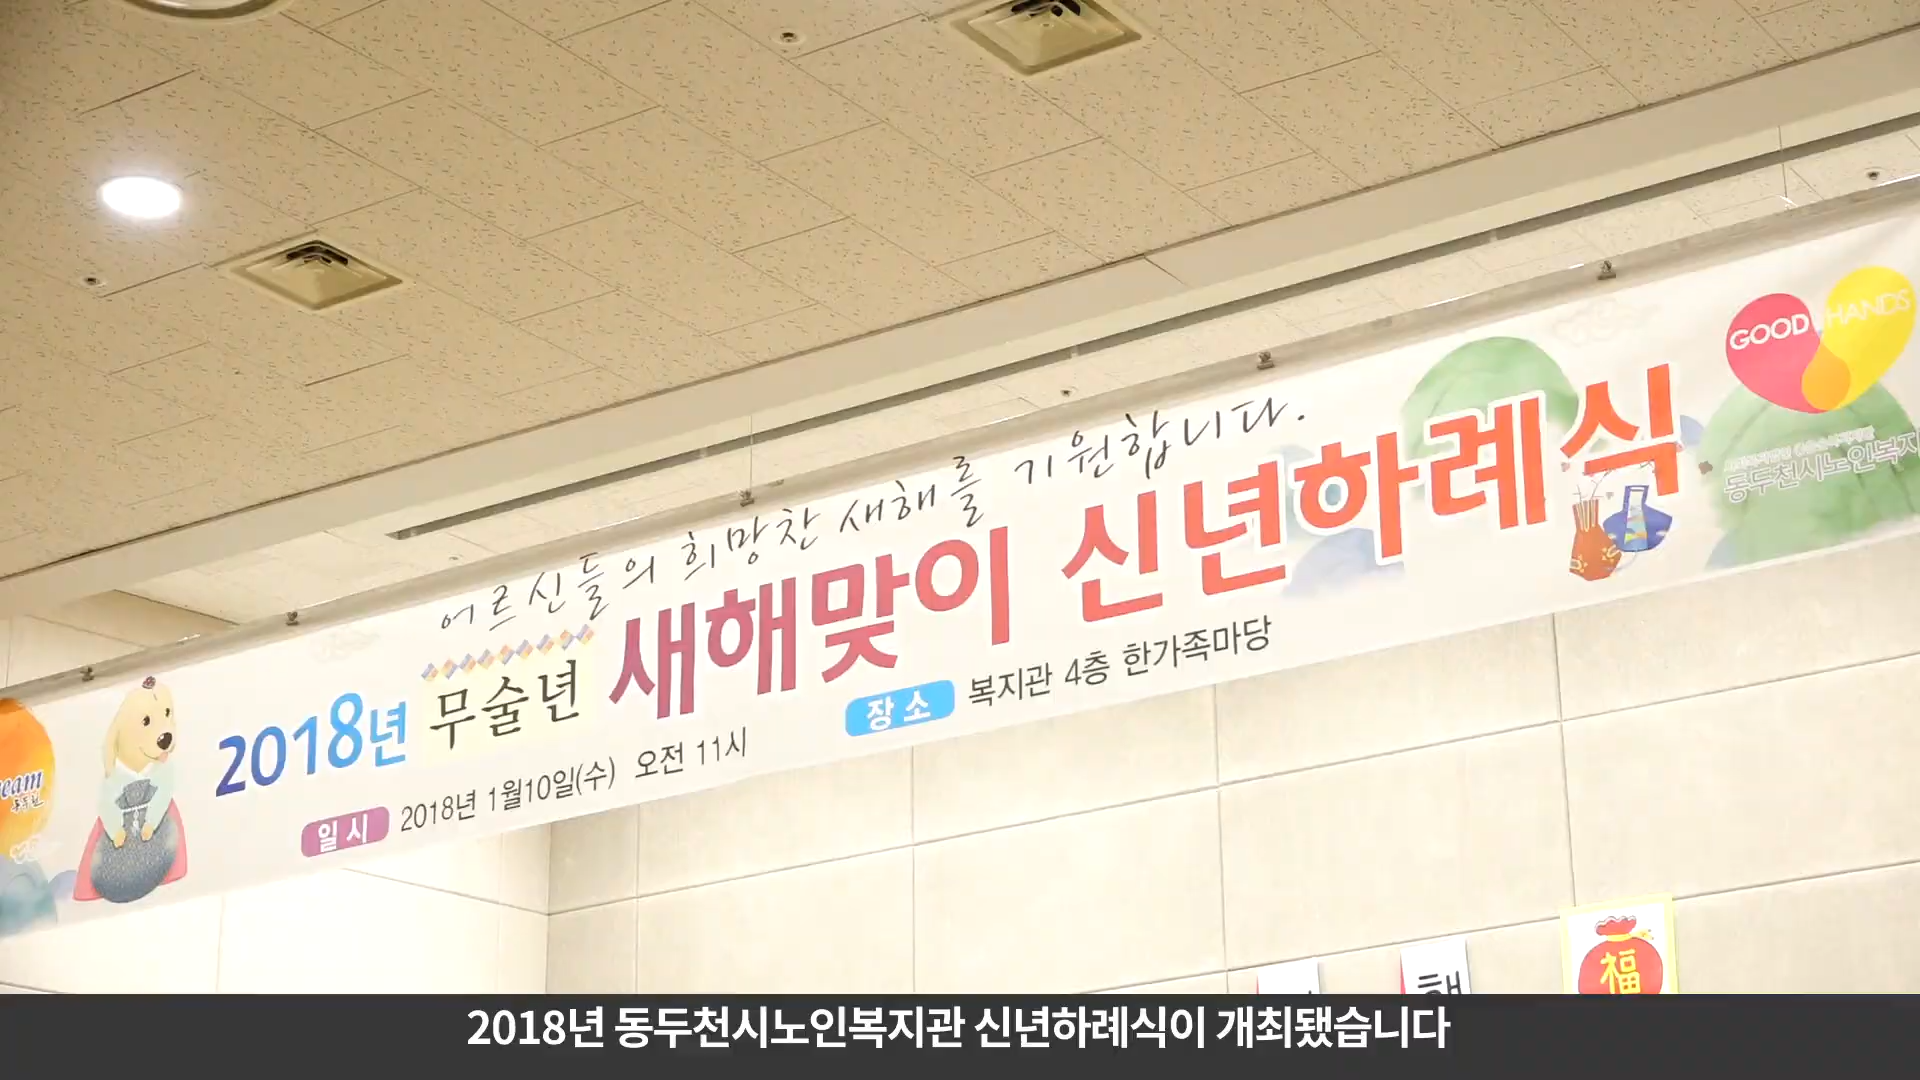 어르신들의 희망찬 새해를 기원합니다.
2018년 무술년 새해맞이 신년하례식
일시 2018년 1월10일(수) 오전 11시
장소 복지관 4층 한가족마당
GOOD HANDS
동두천시노인복지
동두천
福
2018년 동두천시노인복지관 신년하례식이 개최됐습니다